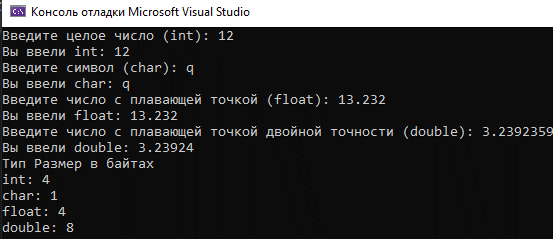 Консоль отладки Microsoft Visual Studio
Введите целое число (int): 12
Вы ввели int: 12
Введите символ (char): q
Вы ввели char: q
Введите число с плавающей точкой (float): 13.232
Вы ввели float: 13.232
Введите число с плавающей точкой двойной точности (double): 3.2392359
Вы ввели double: 3.23924
Тип Размер в байтах
int: 4
char: 1
float: 4
double: 8